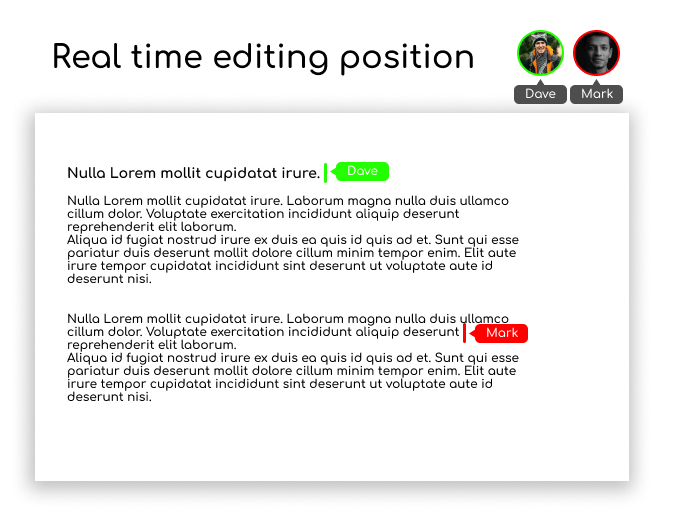 Real time editing position
Dave Mark
Nulla Lorem mollit cupidatat irure. Dave
Nulla Lorem mollit cupidatat irure. Laborum magna nulla duis ullamco
cillum dolor. Voluptate exercitation incididunt aliquip deserunt
reprehenderit elit laborum.
Aliqua id fugiat nostrud irure ex duis ea quis id quis ad et. Sunt qui esse
pariatur duis deserunt mollit dolore cillum minim tempor enim. Elit aute
irure tempor cupidatat incididunt sint deserunt ut voluptate aute id
deserunt nisi.
Nulla Lorem mollit cupidatat irure. Laborum magna nulla duis ullamco
cillum dolor. Voluptate exercitation incididunt aliquip deserunt Mark
reprehenderit elit laborum.
Aliqua id fugiat nostrud irure ex duis ea quis id quis ad et. Sunt qui esse
pariatur duis deserunt mollit dolore cillum minim tempor enim. Elit aute
irure tempor cupidatat incididunt sint deserunt ut voluptate aute id
deserunt nisi.